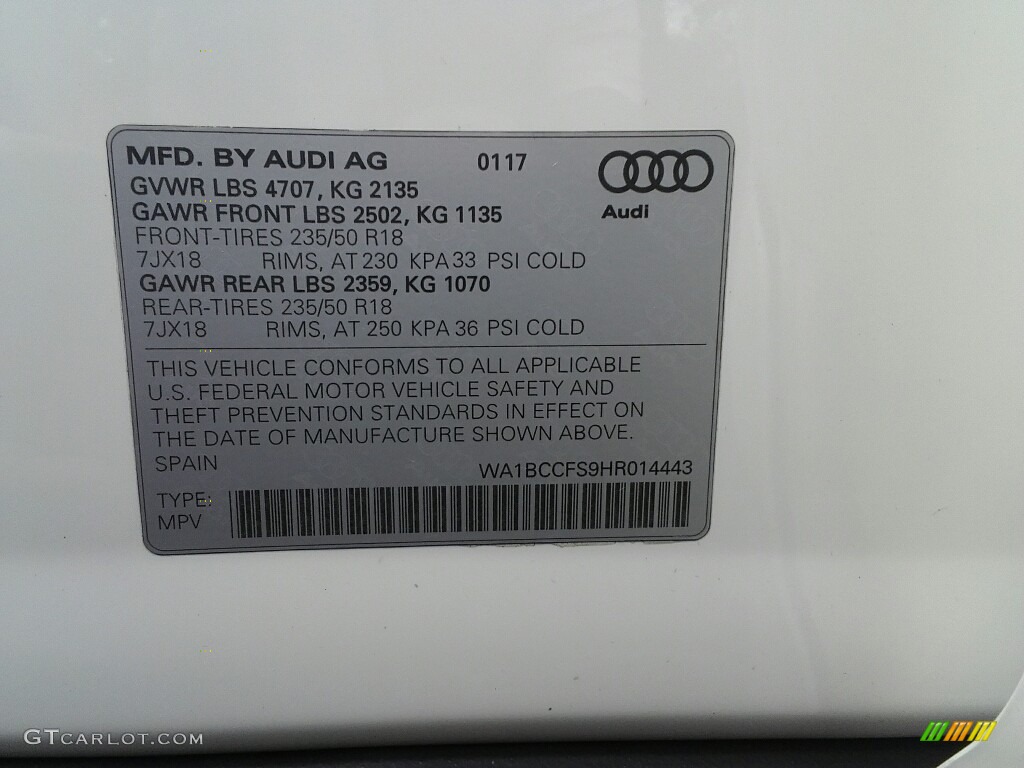 MFD. BY AUDI AG 0117
GVWR LBS 4707, KG 2135
GAWR FRONT LBS 2502, KG 1135
Audi
FRONT-TIRES 235/50 R18
7JX18 RIMS, AT 230 KPA 33 PSI COLD
GAWR REAR LBS 2359, KG 1070
REAR-TIRES 235/50 R18
7JX18 RIMS, AT 250 KPA 36 PSI COLD
THIS VEHICLE CONFORMS TO ALL APPLICABLE
U.S. FEDERAL MOTOR VEHICLE SAFETY AND
THEFT PREVENTION STANDARDS IN EFFECT ON
THE DATE OF MANUFACTURE SHOWN ABOVE.
SPAIN WA1BCCFS9HR014443
TYPE:
MPV
GTCARLOT.COM